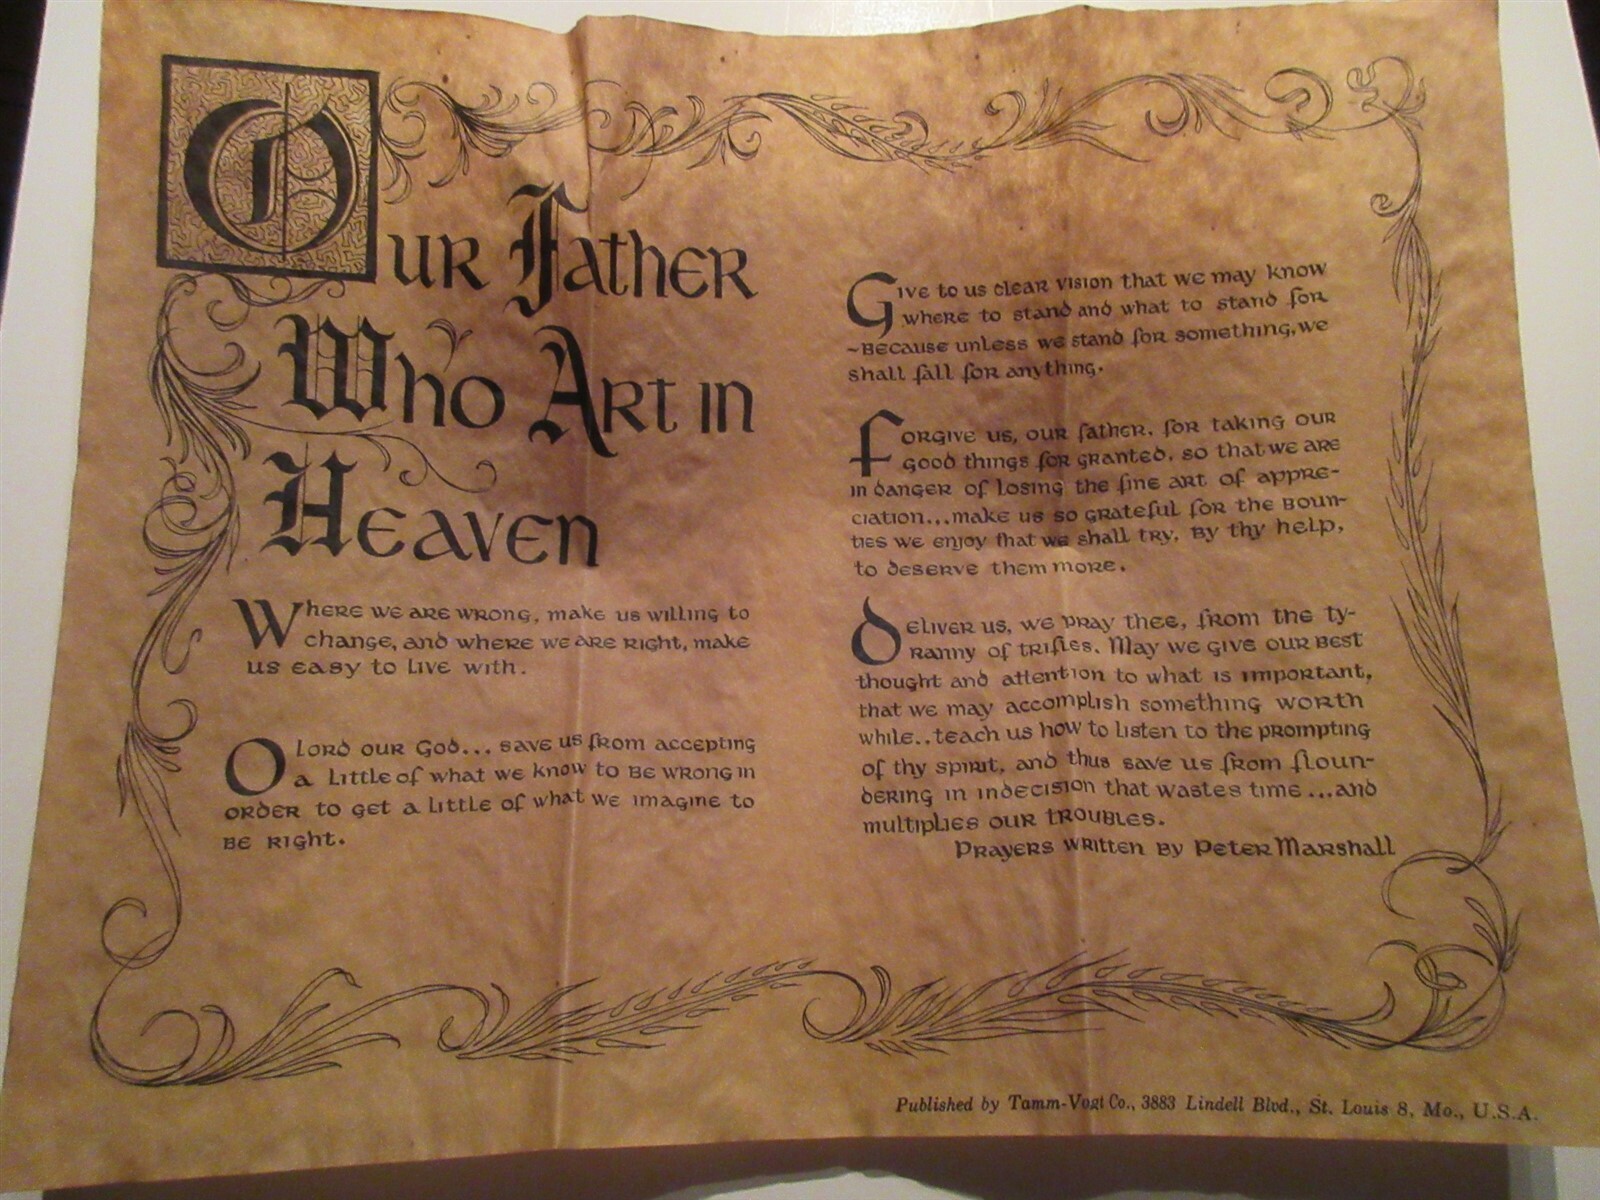 Our Father
Who Art in
Heaven
Where we are wrong, make us willing to
change, and where we are right, make
us easy to live with.
O Lord our God... save us from accepting
a little of what we know to be wrong in
order to get a little of what we imagine to
be right.
Give to us clear vision that we may know
where to stand and what to stand for
~because unless we stand for something, we
shall fall for anything.
Forgive us, our father, for taking our
good things for granted, so that we are
in danger of losing the fine art of appre-
ciation...make us so grateful for the boun-
ties we enjoy that we shall try, by thy help,
to deserve them more.
Deliver us, we pray thee, from the ty-
ranny of trifles. May we give our best
thought and attention to what is important,
that we may accomplish something worth
while..teach us how to listen to the prompting
of thy spirit, and thus save us from floun-
dering in indecision that wastes time...and
multiplies our troubles.
Prayers written by Peter Marshall
Published by Tamm-Vogt Co., 3883 Lindell Blvd., St. Louis 8, Mo., U.S.A.